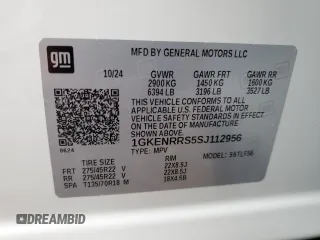 gm
MFD BY GENERAL MOTORS LLC
10/24 GVWR GAWR FRT GAWR RR
2900 KG 1450 KG 1600 KG
6394 LB 3196 LB 3527 LB
THIS VEHICLE CONFORMS TO ALL
APPLICABLE U.S. FEDERAL MOTOR
VEHICLE SAFETY STANDARDS IN
EFFECT ON THE DATE OF
MANUFACTURE SHOWN ABOVE.
1GKENRRS5SJ112956
TYPE: MPV MODEL:
0624
TIRE SIZE RIM
FRT 275/45R22 V 22X8.5J
RR 275/45R22 V 22X8.5J
SPA T135/70R18 M 18X4.5B